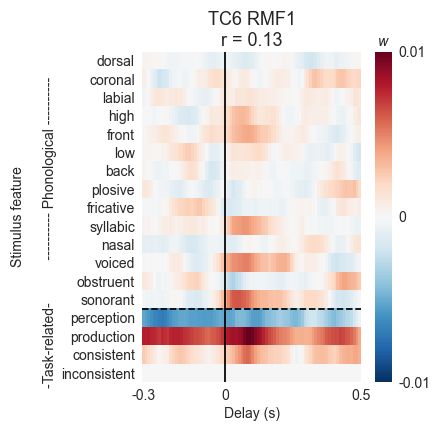 TC6 RMF1
r = 0.13
w
dorsal
coronal
labial
high
front
low
back
plosive
fricative
syllabic
nasal
voiced
obstruent
sonorant
perception
production
consistent
inconsistent
Stimulus feature
---------- Phonological ----------
-Task-related-
0.01
0
-0.01
-0.3
0
0.5
Delay (s)